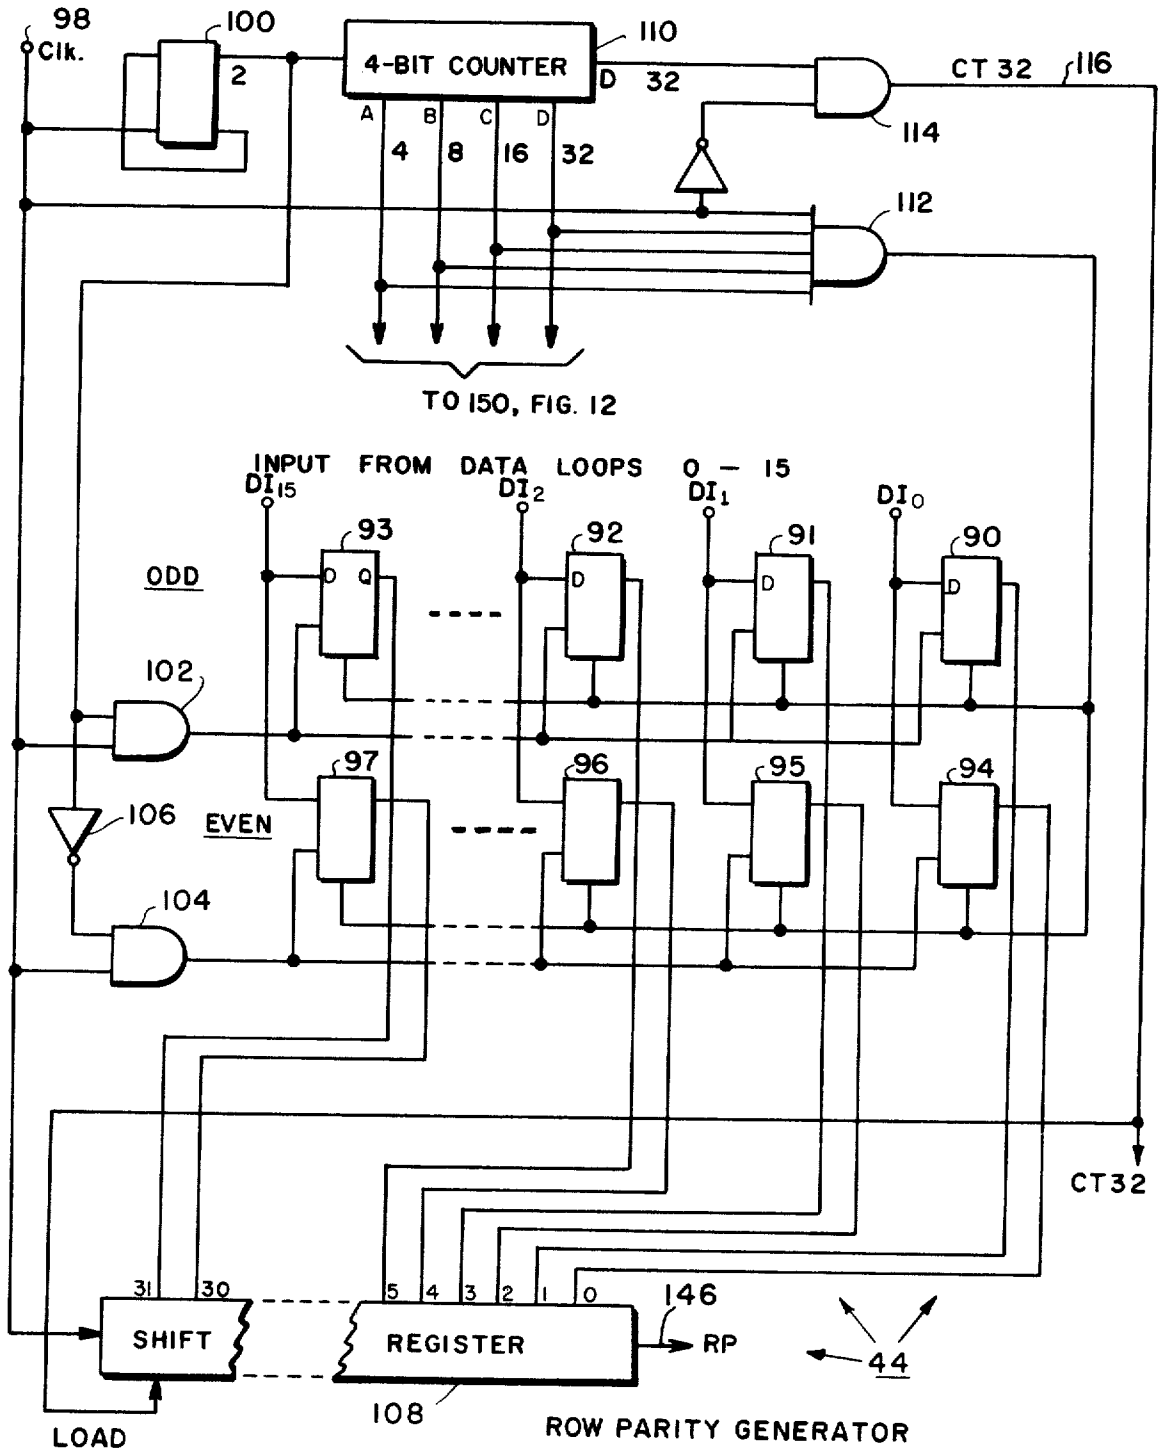 98
100
Clk.
2
4-BIT COUNTER
110
D
32
CT 32
116
A
B
C
D
4
8
16
32
114
112
TO 150, FIG. 12
INPUT FROM DATA LOOPS 0 - 15
DI15
DI2
DI1
DI0
93
92
91
90
ODD
D
Q
D
D
D
102
97
96
95
94
106
EVEN
104
CT32
31
30
5
4
3
2
1
0
146
SHIFT
REGISTER
RP
44
108
LOAD
ROW PARITY GENERATOR